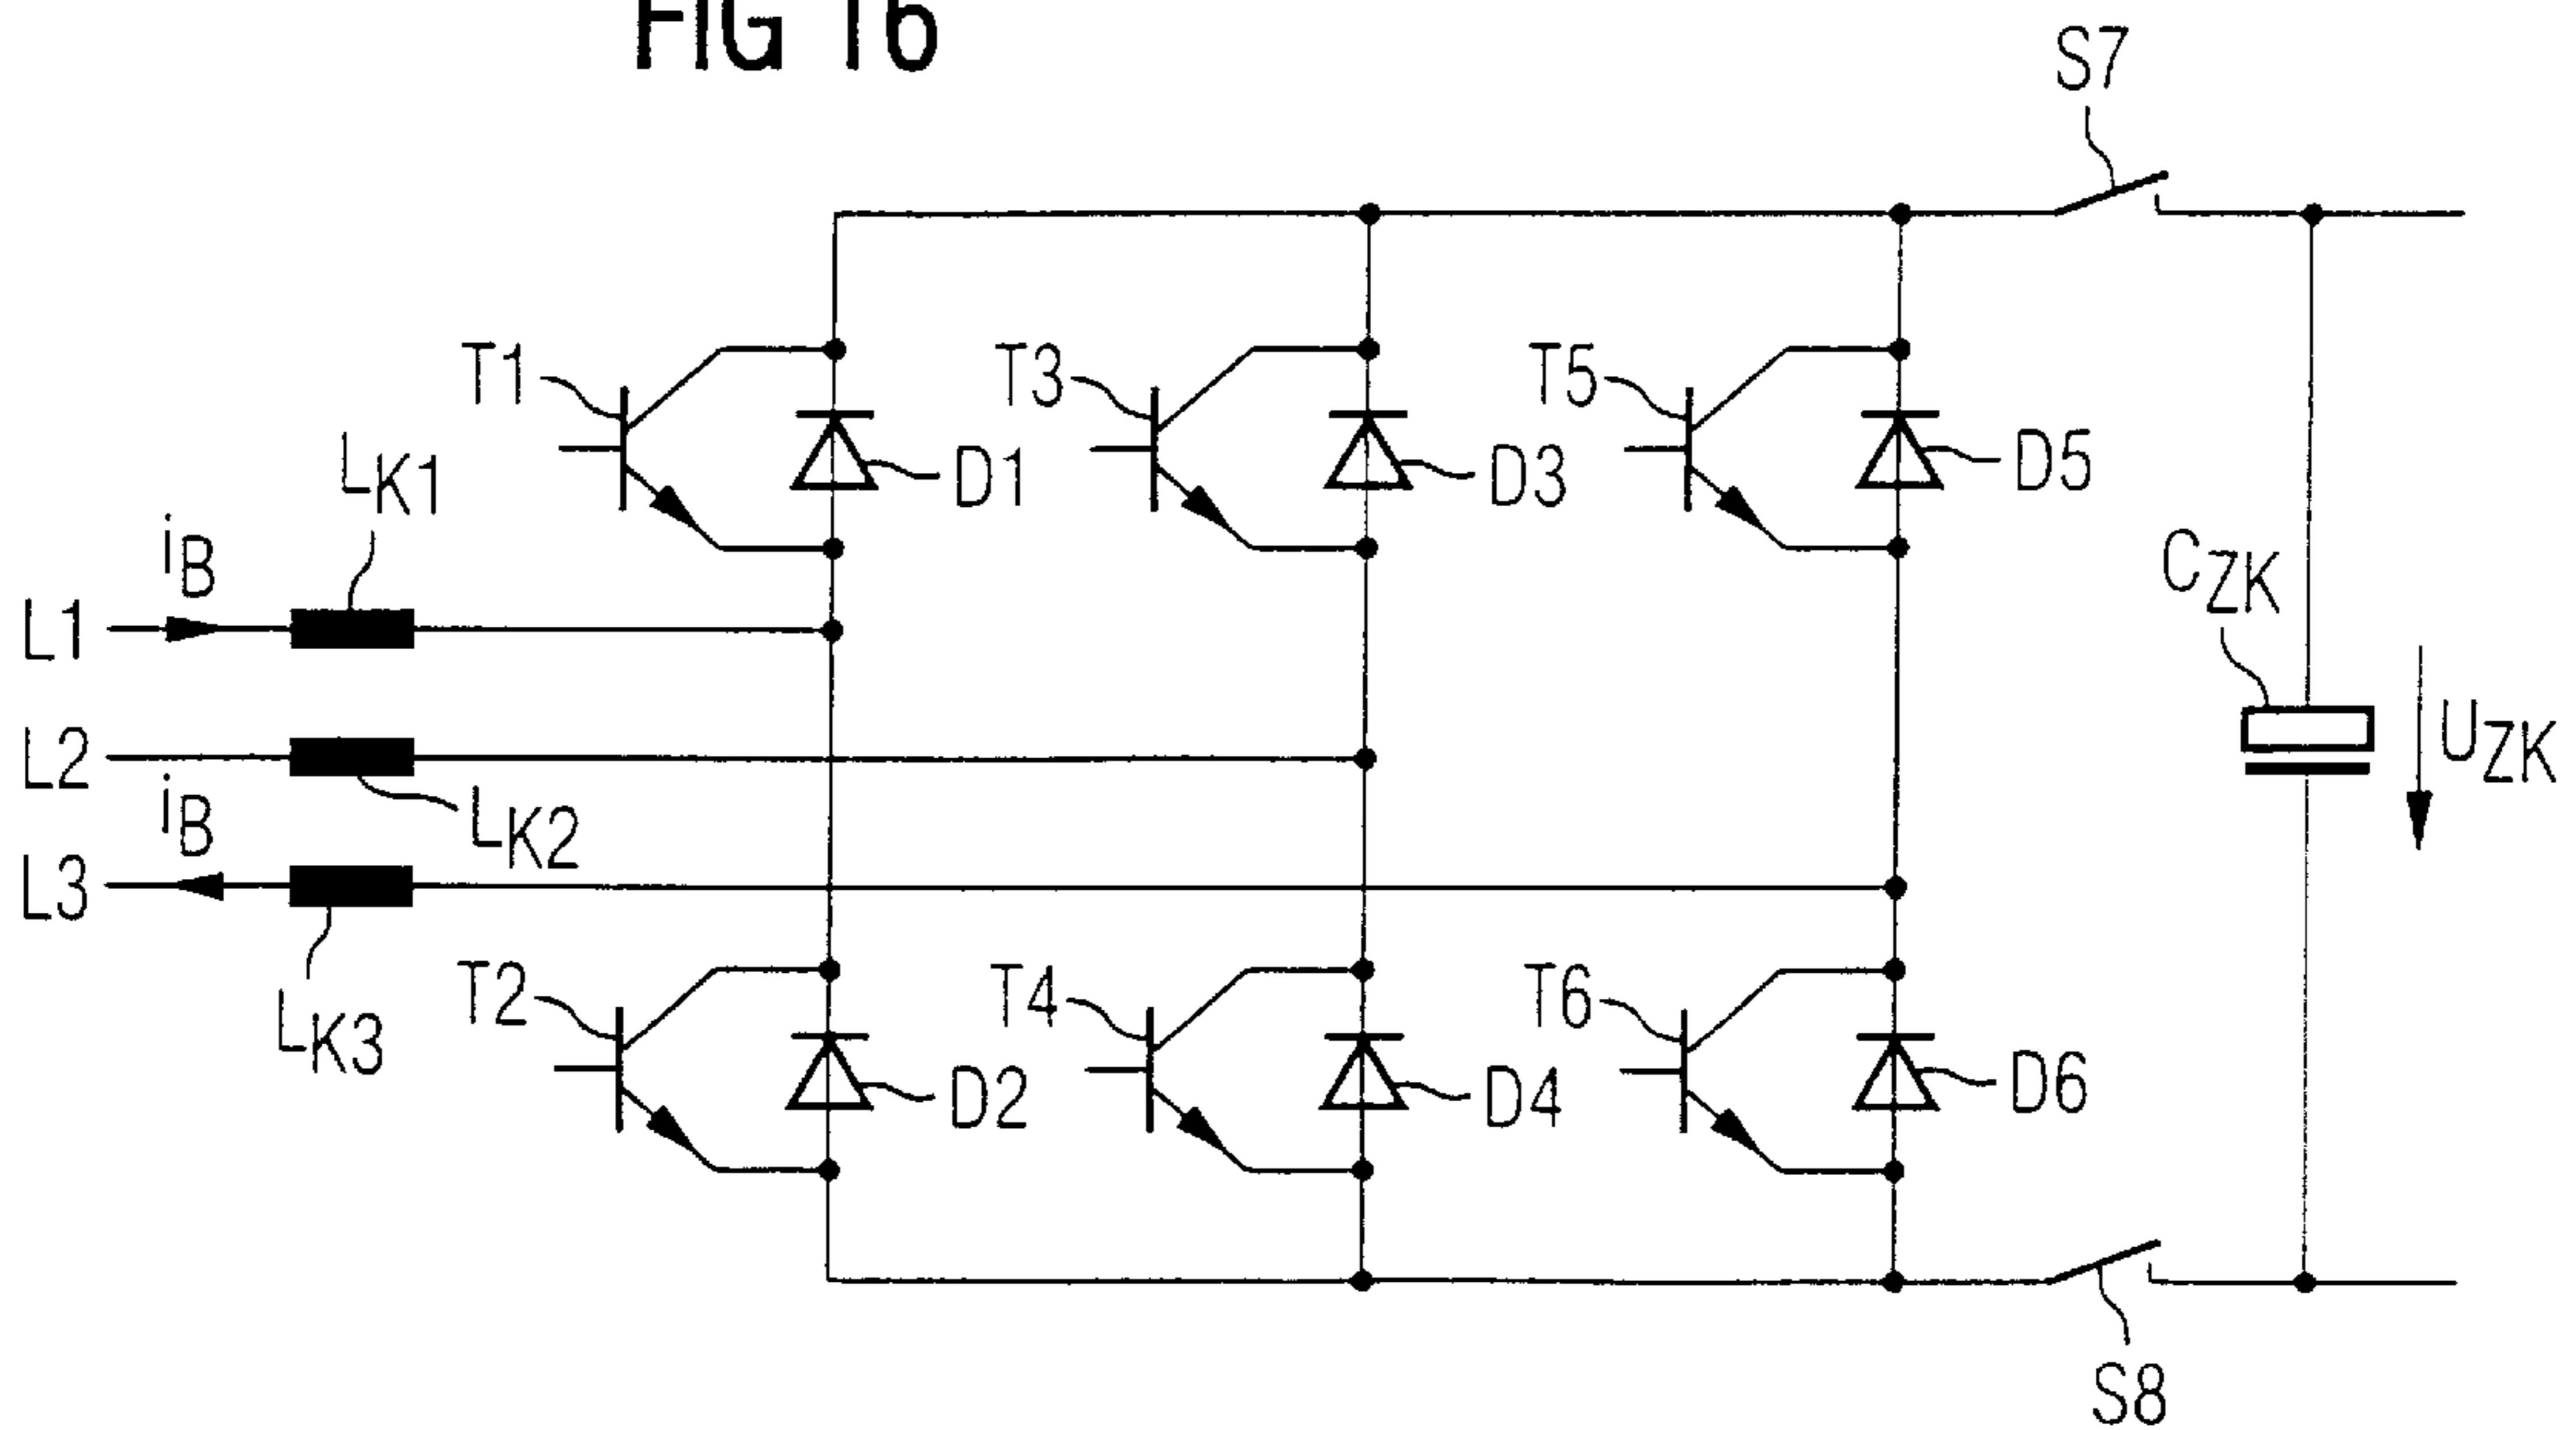 FIG 16
S7
T1
T3
T5
D1
D3
D5
LK1
iB
CZK
L1
L2
UZK
iB
LK2
L3
T2
T4
T6
LK3
D2
D4
D6
S8